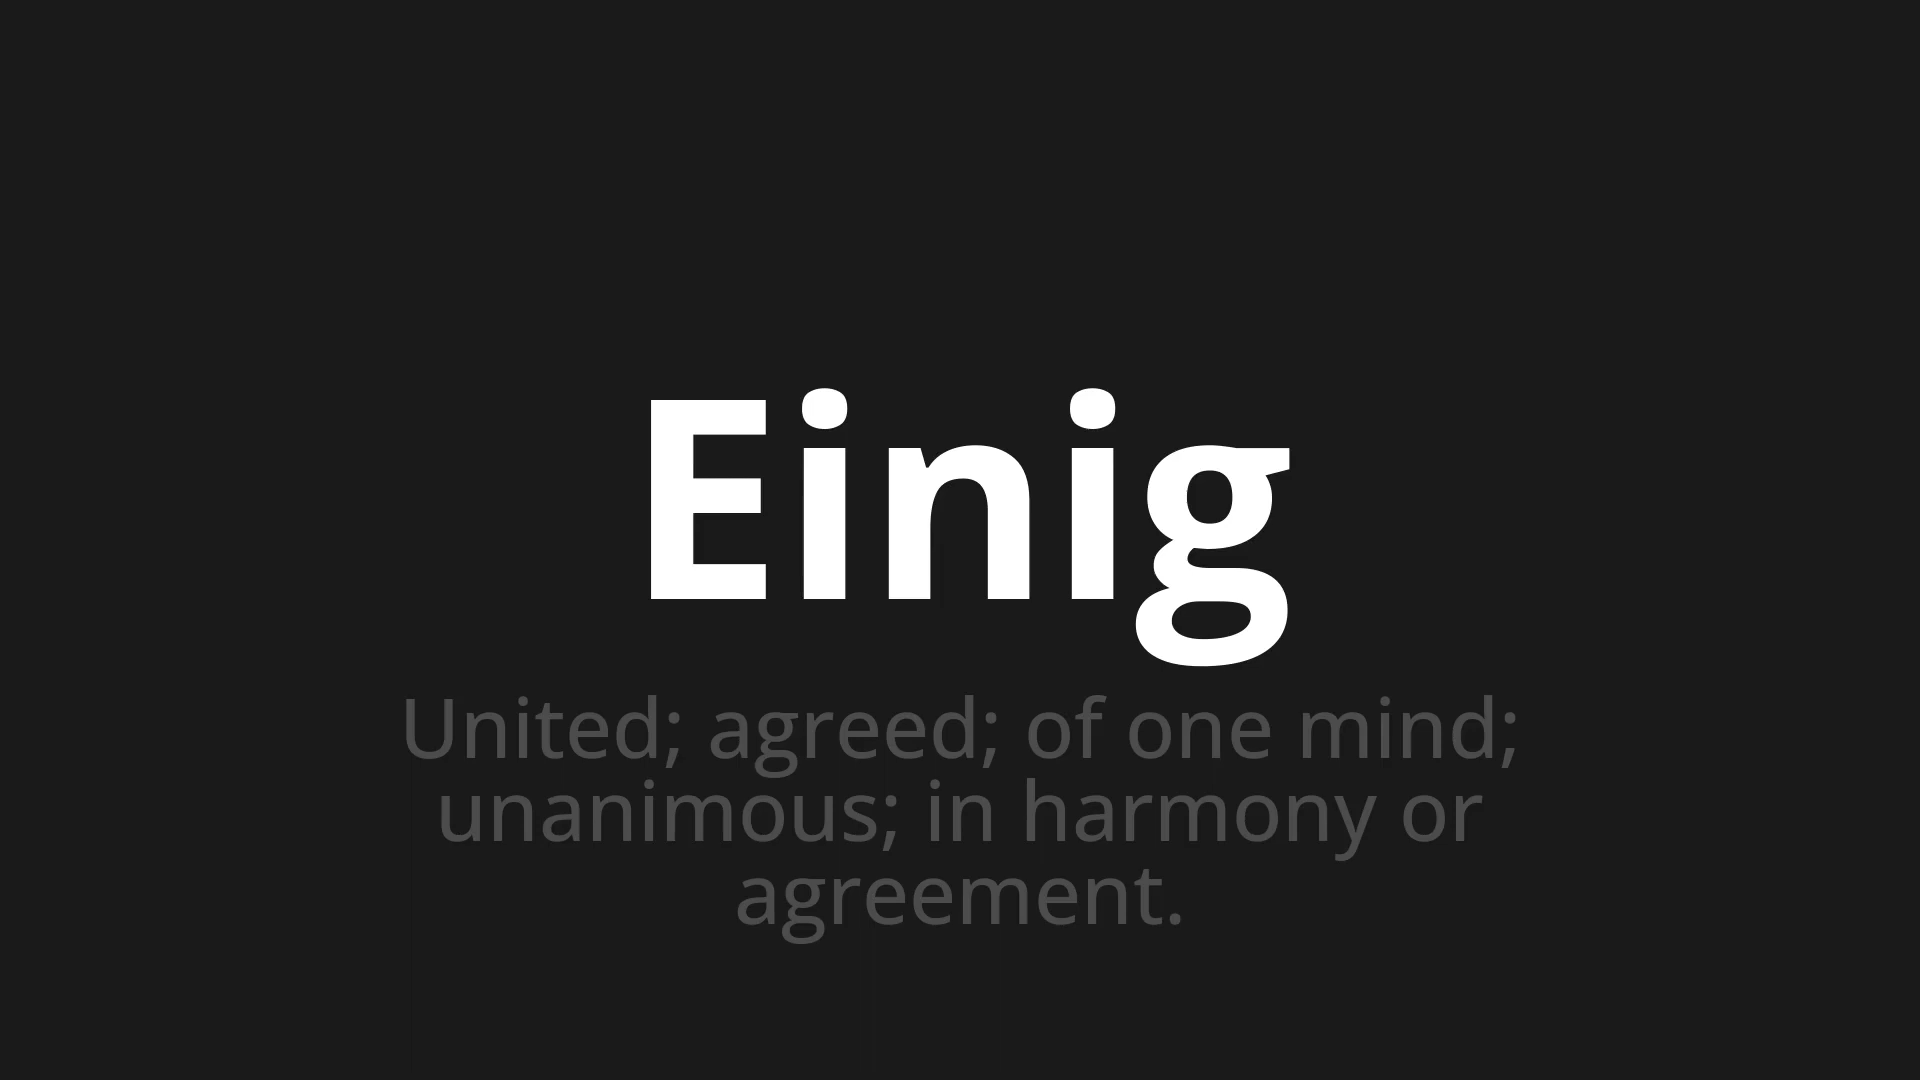 Einig
United; agreed; of one mind;
unanimous; in harmony or
agreement.